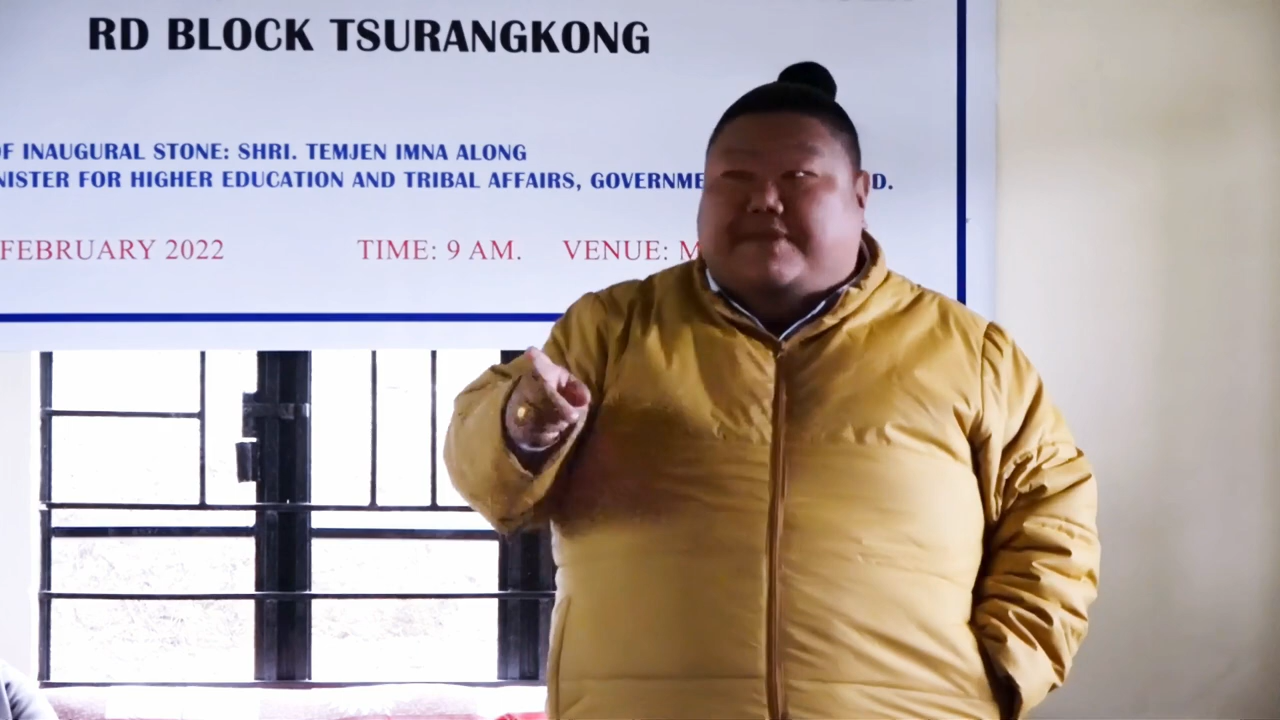 RD BLOCK TSURANGKONG
OF INAUGURAL STONE: SHRI. TEMJEN IMNA ALONG
NISTER FOR HIGHER EDUCATION AND TRIBAL AFFAIRS, GOVERNME D.
FEBRUARY 2022 TIME: 9 AM. VENUE: M